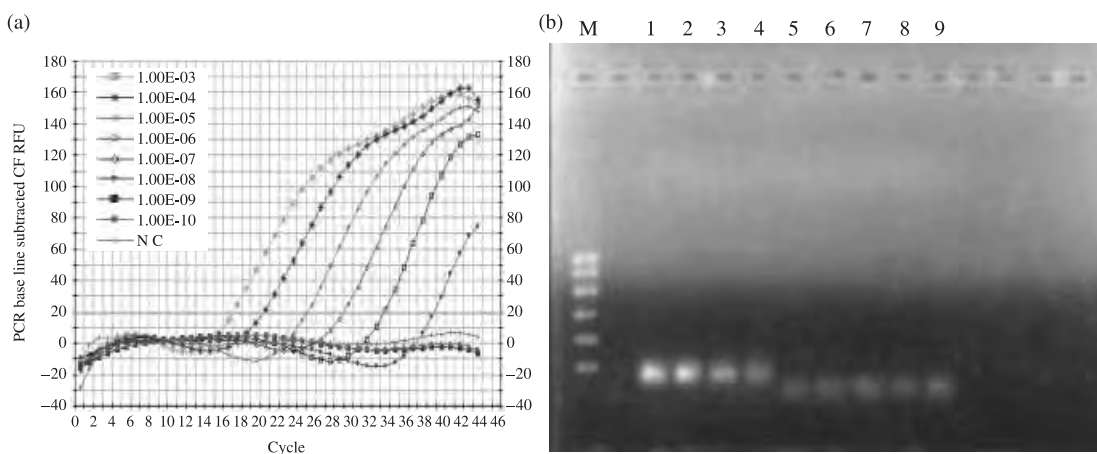 (a)
180
160
140
120
100
80
60
40
20
0
−20
−40
PCR base line subtracted CF RFU
1.00E-03
1.00E-04
1.00E-05
1.00E-06
1.00E-07
1.00E-08
1.00E-09
1.00E-10
N C
180
160
140
120
100
80
60
40
20
0
−20
−40
0 2 4 6 8 10 12 14 16 18 20 22 24 26 28 30 32 34 36 38 40 42 44 46
Cycle
(b)
M 1 2 3 4 5 6 7 8 9